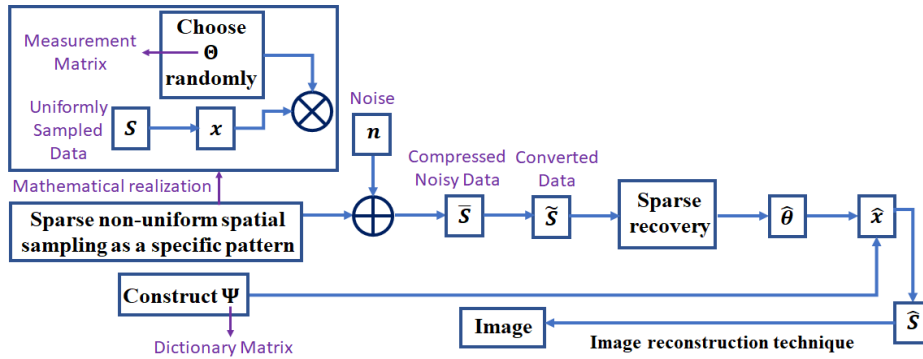 Choose
Θ
randomly
Measurement
Matrix
Uniformly
Sampled
Data
S
x
Noise
n
Mathematical realization
Sparse non-uniform spatial
sampling as a specific pattern
Compressed
Noisy Data
S̅
Converted
Data
S̃
Sparse
recovery
θ̂
x̂
Construct Ψ
Dictionary Matrix
Image
Image reconstruction technique
Ŝ